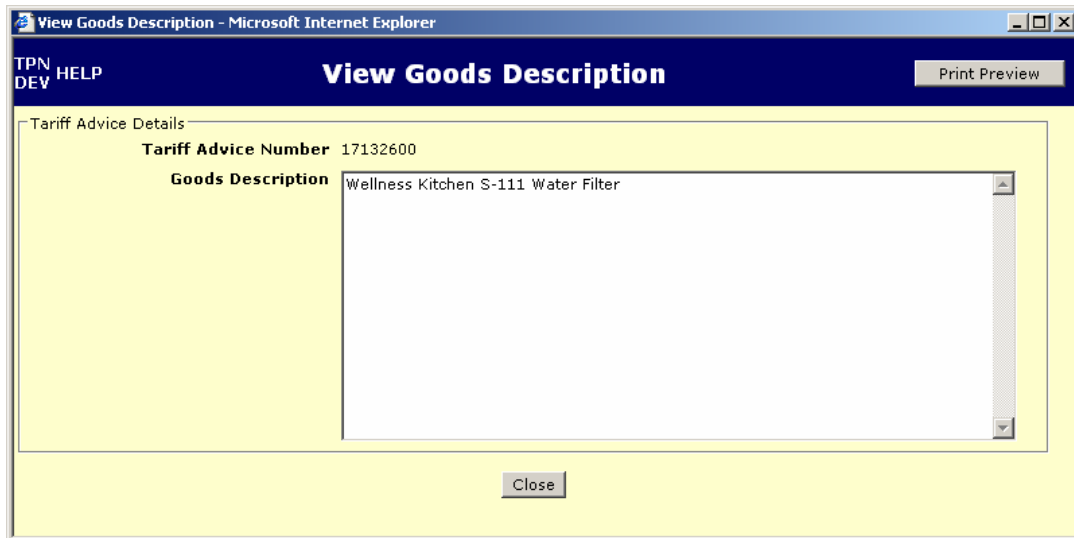 View Goods Description - Microsoft Internet Explorer
TPN DEV HELP
View Goods Description
Print Preview
Tariff Advice Details
Tariff Advice Number 17132600
Goods Description Wellness Kitchen S-111 Water Filter
Close